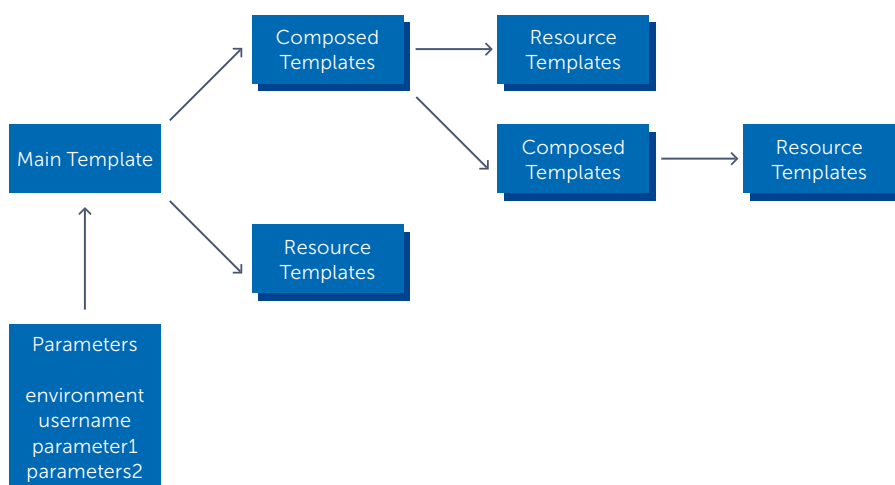 Composed
Templates
Resource
Templates
Main Template
Composed
Templates
Resource
Templates
Resource
Templates
Parameters
environment
username
parameter1
parameters2